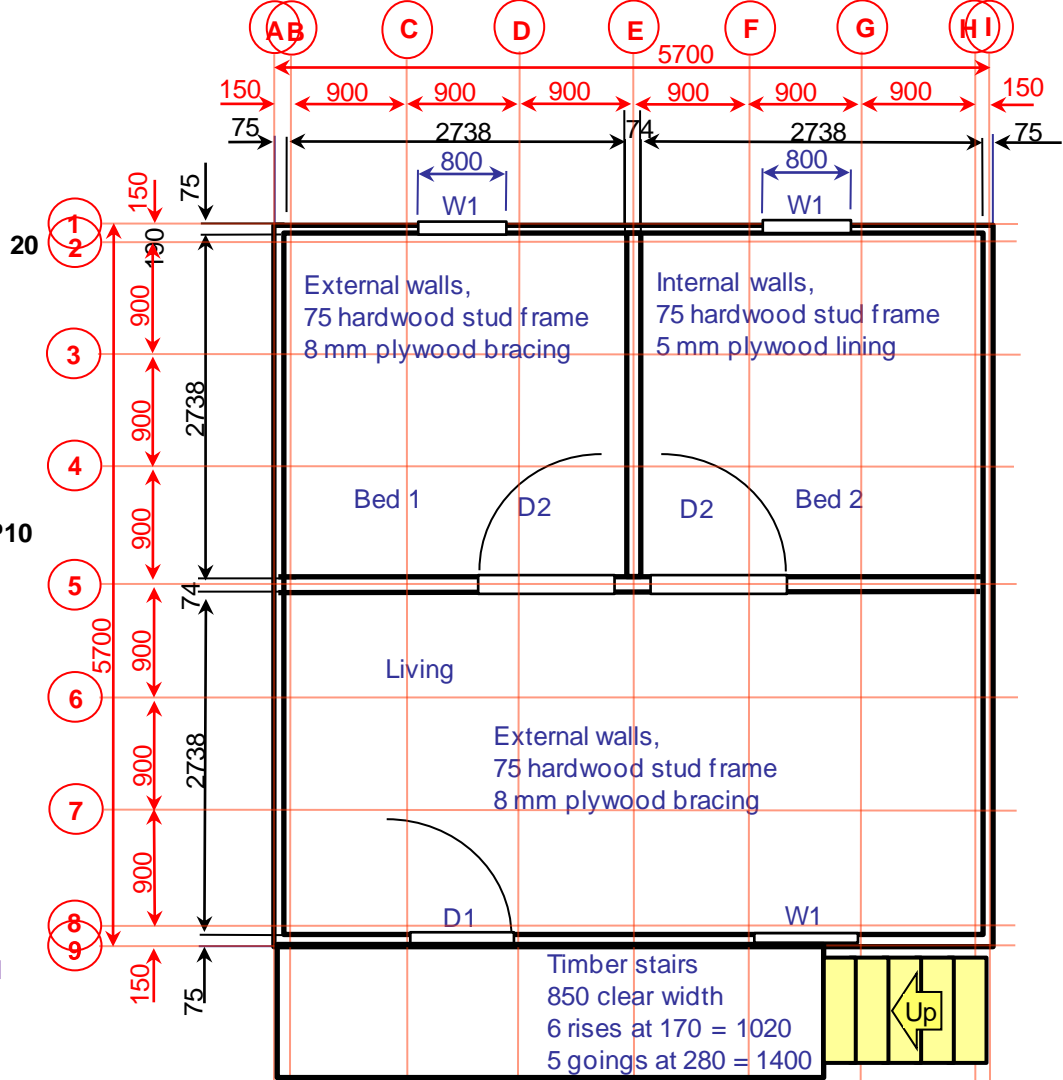 A B C D E F G H I
5700
150 900 900 900 900 900 900 150
75 2738 74 2738 75
800 800
W1 W1
75
150
1
20
2
190
External walls,
75 hardwood stud frame
8 mm plywood bracing
Internal walls,
75 hardwood stud frame
5 mm plywood lining
900
3
2738
900
4
Bed 1
D2
D2
Bed 2
900
10
5
74
5700
900
Living
6
External walls,
75 hardwood stud frame
8 mm plywood bracing
2738
900
7
900
D1
W1
8
9
150
75
Timber stairs
850 clear width
6 rises at 170 = 1020
5 goings at 280 = 1400
Up